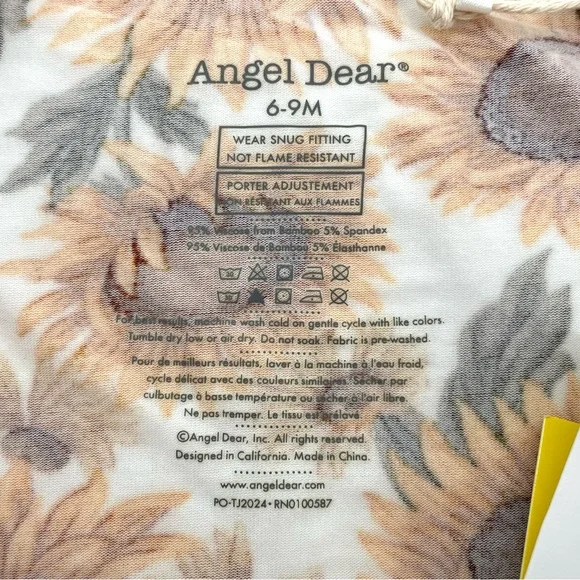 Angel Dear®
6-9M
WEAR SNUG FITTING
NOT FLAME RESISTANT
PORTER ADJUSTEMENT
NON RÉSISTANT AUX FLAMMES
95% Viscose from Bamboo 5% Spandex
95% Viscose de Bambou 5% Élasthanne
For best results, machine wash cold on gentle cycle with like colors.
Tumble dry low or air dry. Do not soak. Fabric is pre-washed.
Pour de meilleurs résultats, laver à la machine à l'eau froid,
cycle délicat avec des couleurs similaires. Sécher par
culbutage à basse température ou sécher à l'air libre.
Ne pas tremper. Le tissu est prélavé.
©Angel Dear, Inc. All rights reserved.
Designed in California. Made in China.
www.angeldear.com
PO-TJ2024 • RN0100587